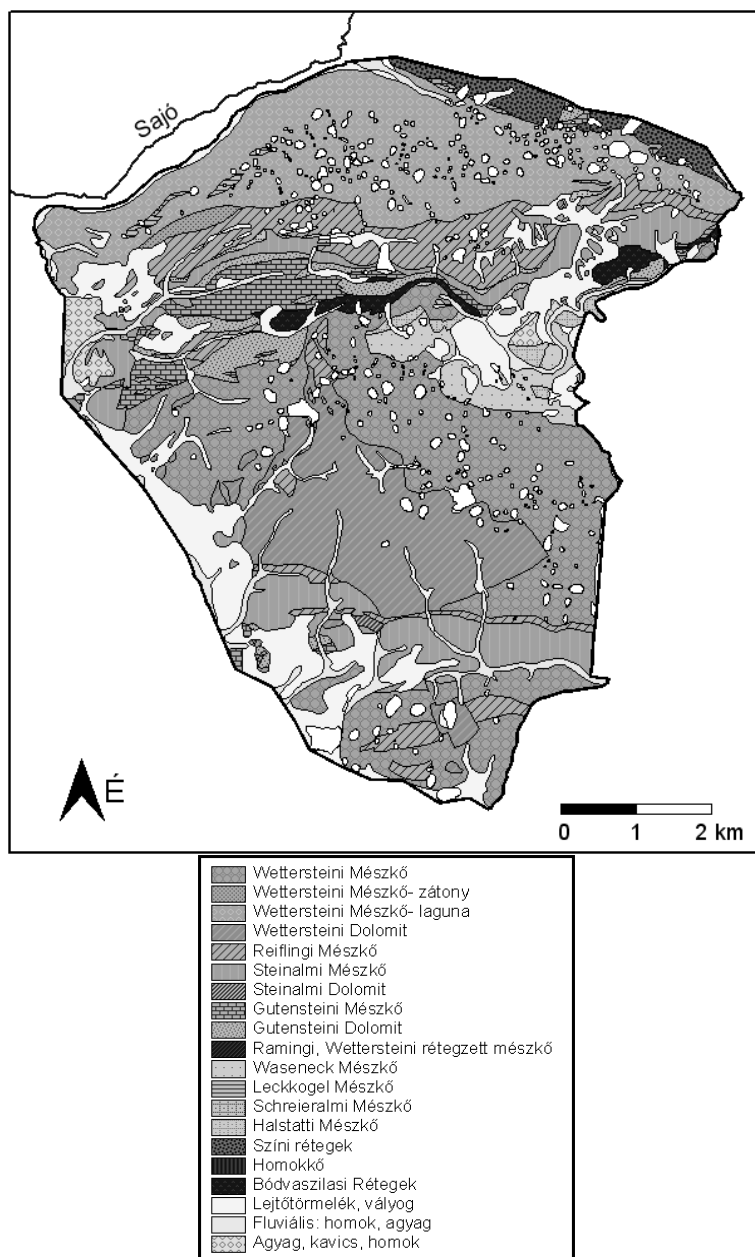 Sajó
É
0 1 2 km
Wettersteini Mészkő
Wettersteini Mészkő- zátony
Wettersteini Mészkő- laguna
Wettersteini Dolomit
Reiflingi Mészkő
Steinalmi Mészkő
Steinalmi Dolomit
Gutensteini Mészkő
Gutensteini Dolomit
Ramingi, Wettersteini rétegzett mészkő
Waseneck Mészkő
Leckkogel Mészkő
Schreieralmi Mészkő
Halstatti Mészkő
Színi rétegek
Homokkő
Bódvaszilasi Rétegek
Lejtőtörmelék, vályog
Fluviális: homok, agyag
Agyag, kavics, homok